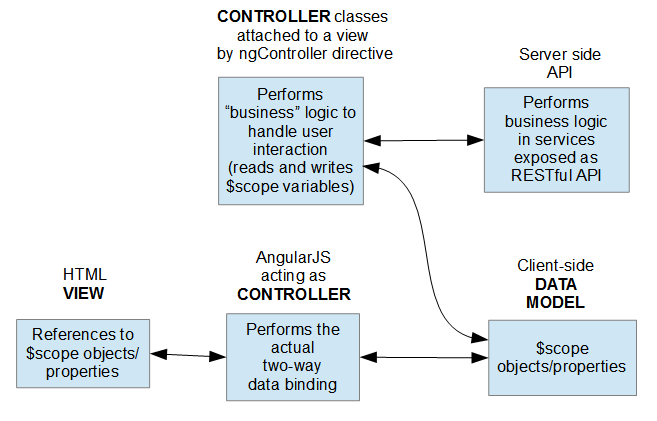 CONTROLLER classes
attached to a view
by ngController directive
Performs
“business” logic to
handle user
interaction
(reads and writes
$scope variables)
Server side
API
Performs
business logic
in services
exposed as
RESTful API
HTML
VIEW
References to
$scope objects/
properties
AngularJS
acting as
CONTROLLER
Performs the
actual
two-way
data binding
Client-side
DATA
MODEL
$scope
objects/properties